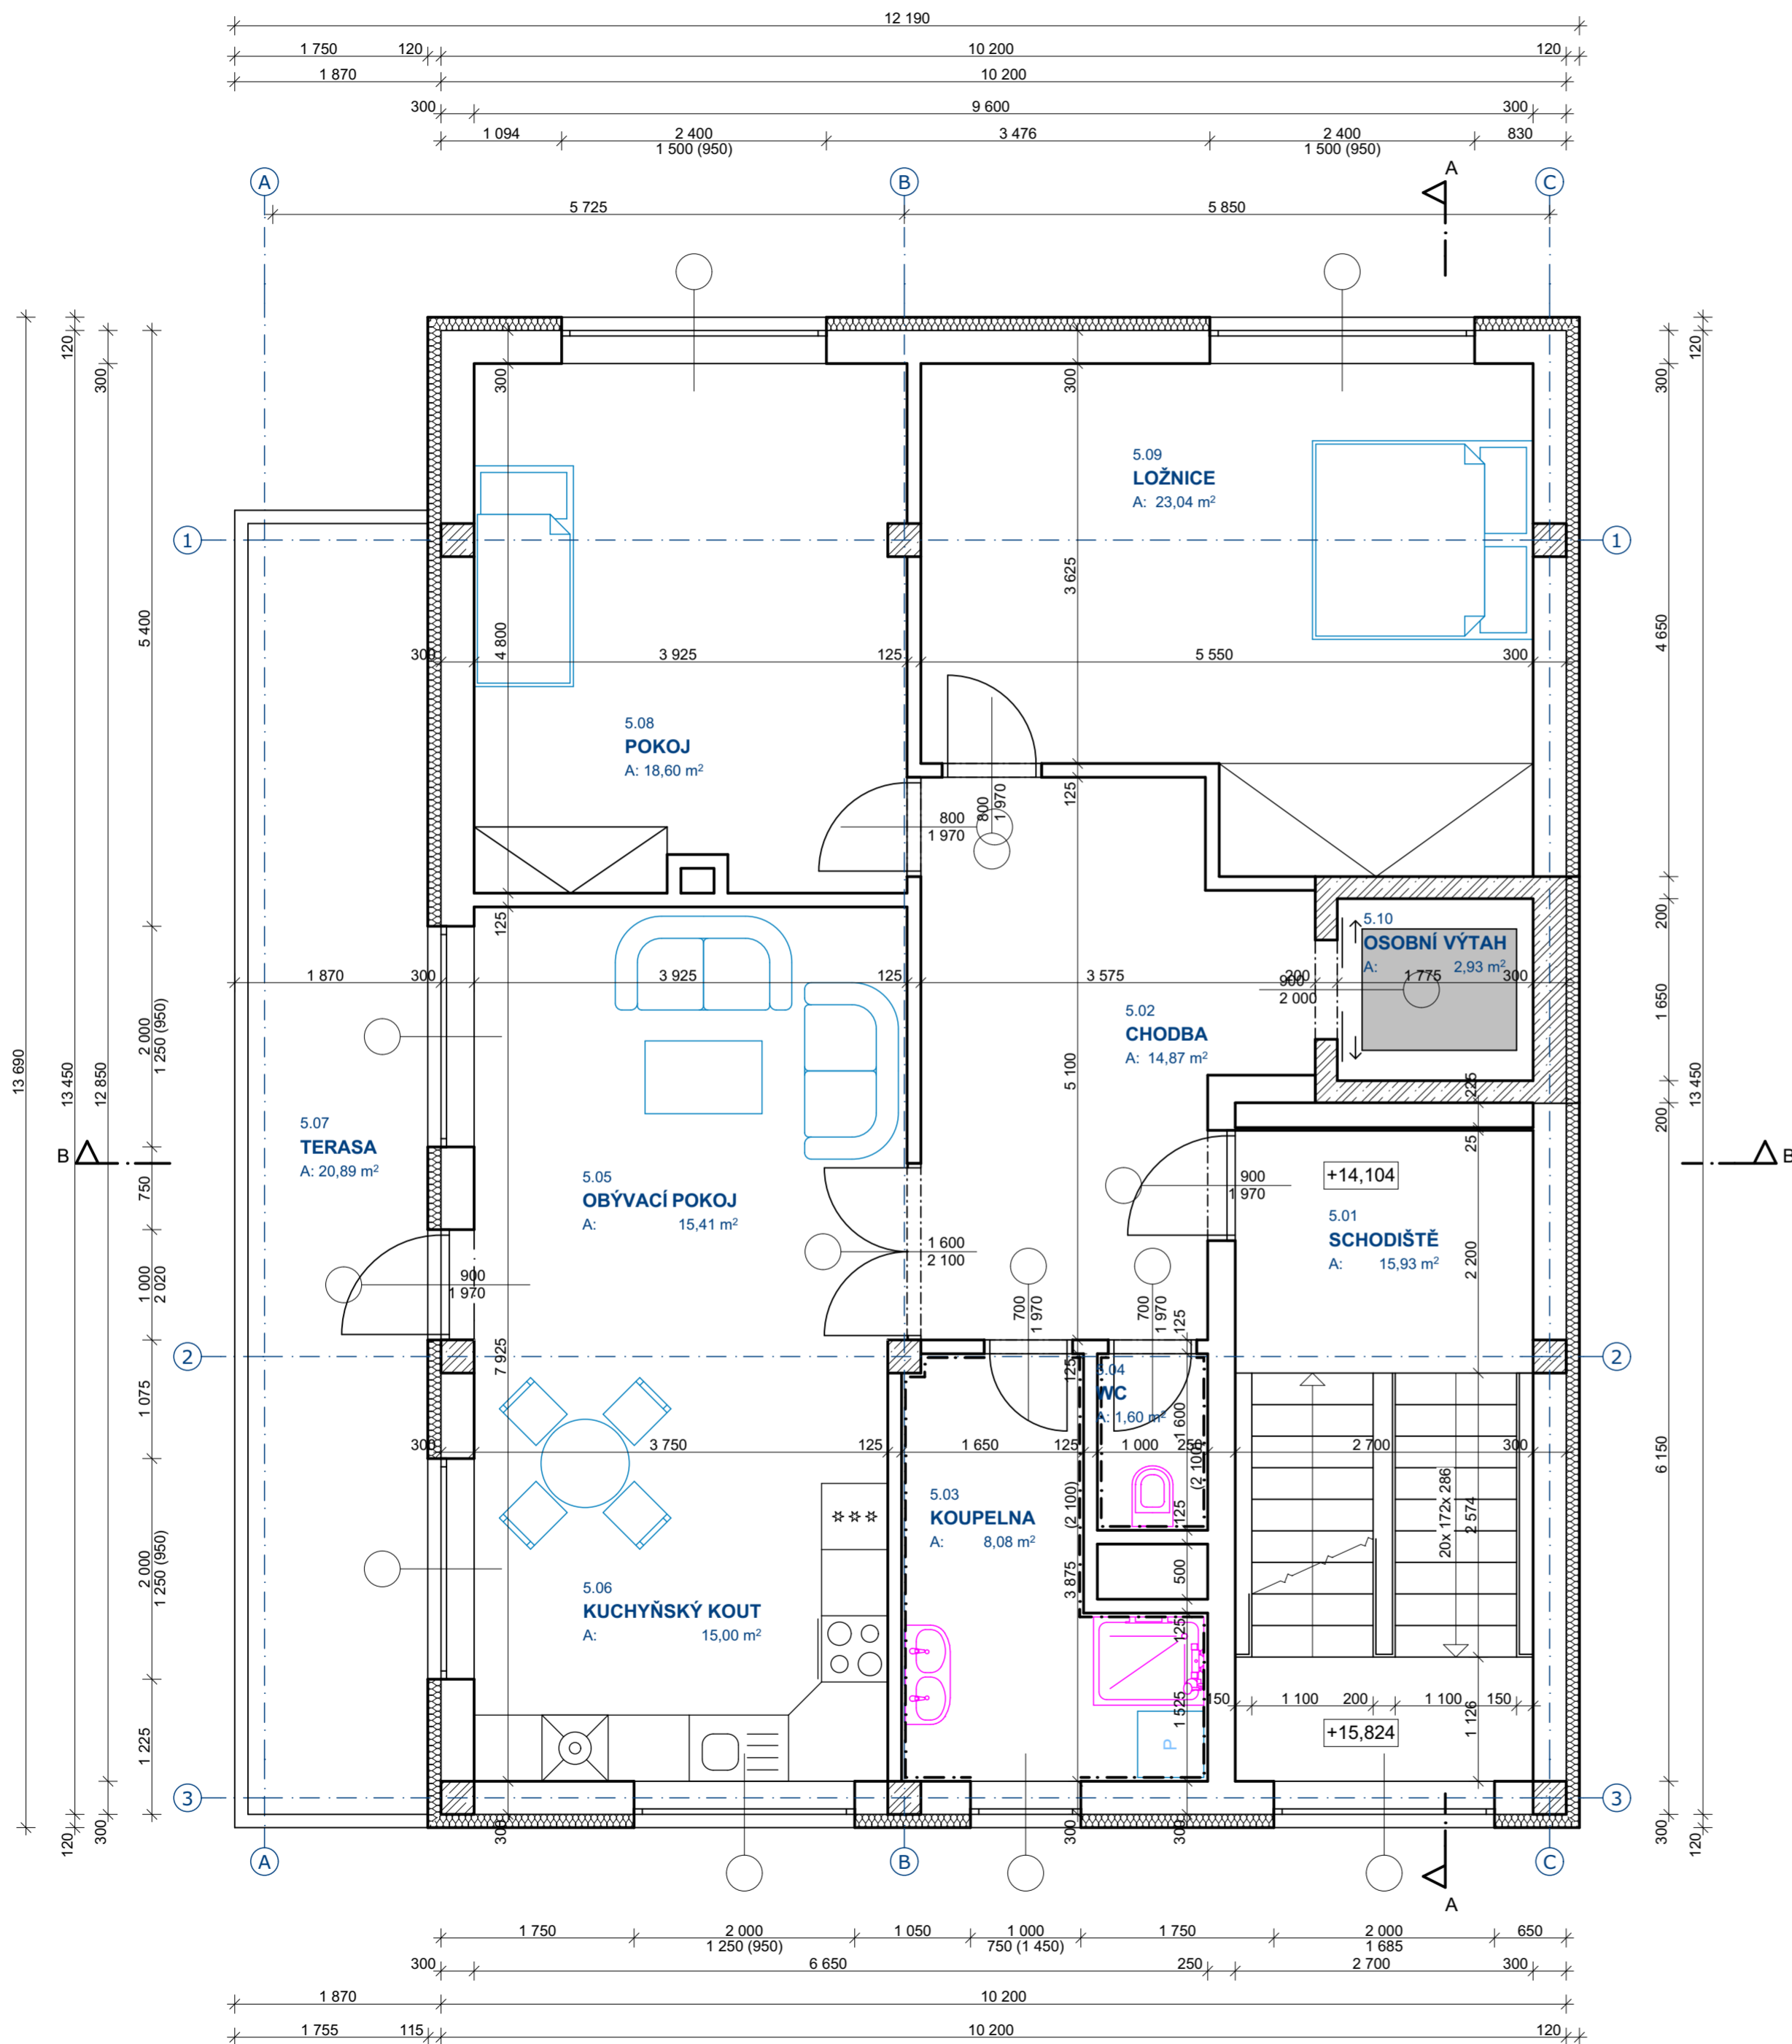 12 190
1 750 120 10 200 120
1 870 10 200
300 9 600 300
1 094 2 400 3 476 2 400 830
1 500 (950) 1 500 (950)
A B C
A
5 725 5 850
120 120
300 300 300 300
5.09
LOŽNICE
A: 23,04 m²
1 1
3 625
5 400 4 800 4 650
300 3 925 125 5 550 300
5.08
POKOJ
A: 18,60 m²
800
1 970
125
800
1 970
125
200
5.10
OSOBNÍ VÝTAH
A: 2,93 m²
1 870 300 3 925 125 3 575 200 1 775 300
900
2 000
2 000
1 250 (950)
1 650
5.02
CHODBA
A: 14,87 m²
13 690 13 450 12 850
5 100
13 450
225
200
5.07
TERASA
A: 20,89 m²
B B
25
5.05
OBÝVACÍ POKOJ
A: 15,41 m²
900
1 970
+14,104
750
5.01
SCHODIŠTĚ
A: 15,93 m²
1 600
2 100
2 200
900
1 970
1 000
2 020
700
1 970
700
1 970
125
2 2
7 925
125
5.04
WC
A: 1,60 m²
1 075
1 600
(2 100)
300 3 750 125 1 650 125 1 000 250 2 700 300
6 150
5.03
KOUPELNA
A: 8,08 m²
(2 100)
125
20x 172x 286
2 574
2 000
1 250 (950)
3 875
500
5.06
KUCHYŇSKÝ KOUT
A: 15,00 m²
125
150 1 100 200 1 100 150
1 525
1 126
+15,824
P
1 225
3 3
120 300 300 300 300 300 120
A B C
A
1 750 2 000 1 050 1 000 1 750 2 000 650
1 250 (950) 750 (1 450) 1 685
300 6 650 250 2 700 300
1 870 10 200
1 755 115 10 200 120